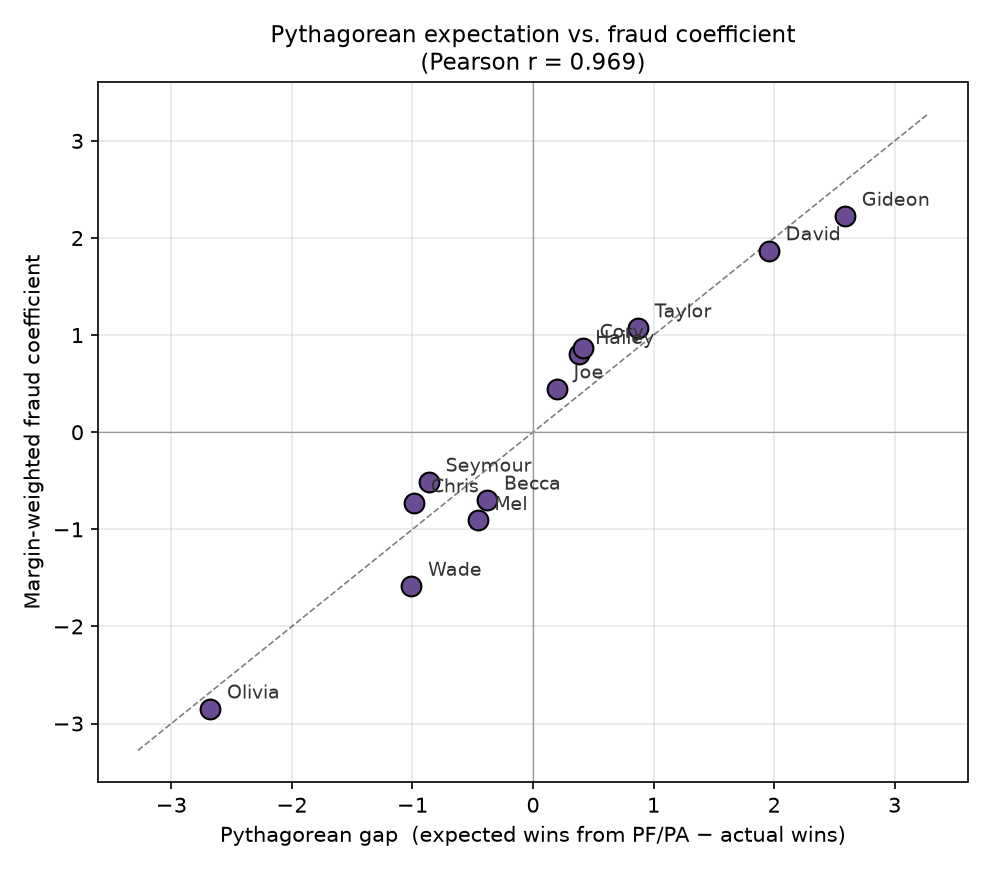 Pythagorean expectation vs. fraud coefficient
(Pearson r = 0.969)
Margin-weighted fraud coefficient
3
2
1
0
−1
−2
−3
Gideon
David
Taylor
Cory
Hailey
Joe
Seymour
Becca
Chris
Mel
Wade
Olivia
−3 −2 −1 0 1 2 3
Pythagorean gap (expected wins from PF/PA − actual wins)